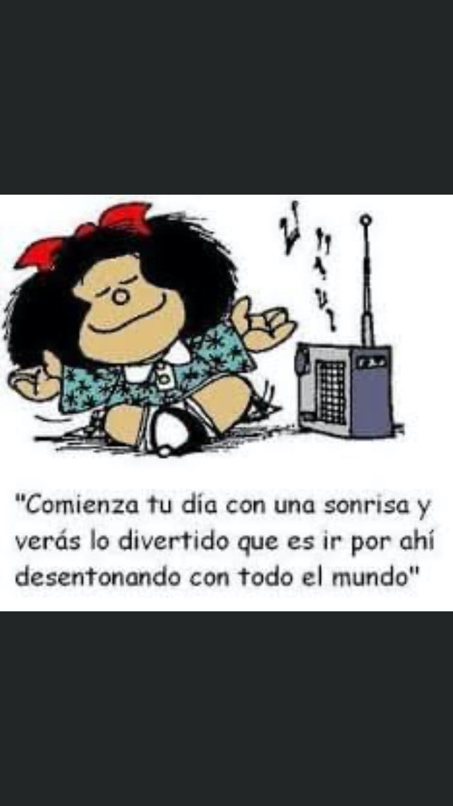 "Comienza tu día con una sonrisa y
verás lo divertido que es ir por ahí
desentonando con todo el mundo"